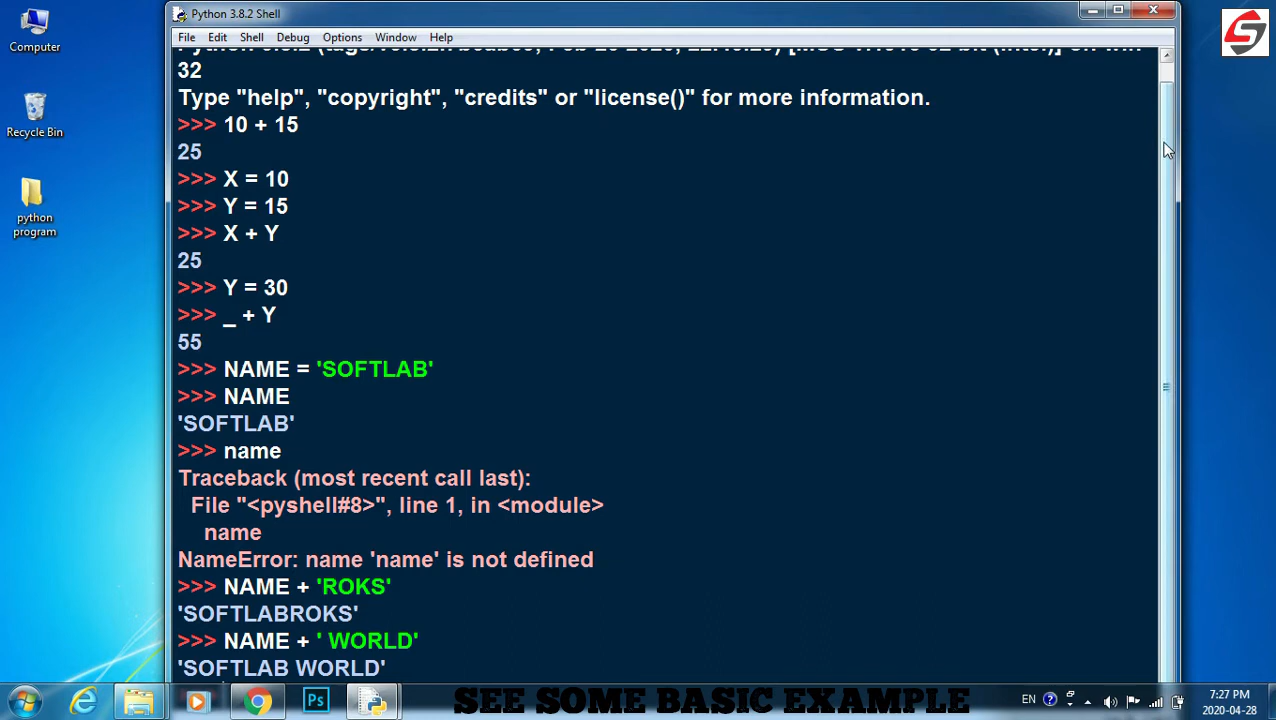 Python 3.8.2 Shell
File Edit Shell Debug Options Help
32
Type "help", "copyright", "credits" or "license()" for more information.
>>> 10 + 15
25
>>> X = 10
>>> Y = 15
>>> X + Y
25
>>> Y = 30
>>> _ + Y
55
>>> NAME = 'SOFTLAB'
>>> NAME
'SOFTLAB'
>>> name
Traceback (most recent call last):
File "<pyshell#8>", line 1, in <module>
name
NameError: name 'name' is not defined
>>> NAME + 'ROKS'
'SOFTLABROKS'
>>> NAME + ' WORLD'
'SOFTLAB WORLD'
Computer
Recycle Bin
python
program
Ps
SEE SOME BASIC EXAMPLE
EN
7:27 PM
2020-04-28